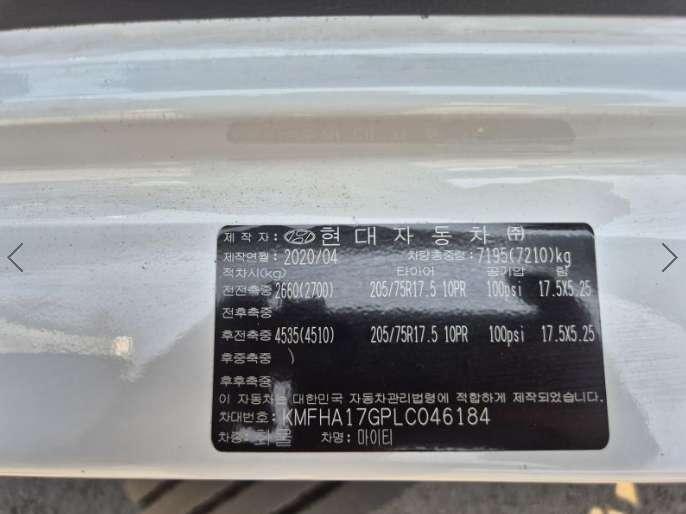 제작자: 현대자동차 ㈜
제작연월: 2020/04 차량총중량: 7195(7210)kg
적차시(kg) 타이어 공기압 림
전전축중 2660(2700) 205/75R17.5 10PR 100psi 17.5X5.25
전후축중
후전축중 4535(4510) 205/75R17.5 10PR 100psi 17.5X5.25
후중축중 )
후후축중
이 자동차는 대한민국 자동차관리법령에 적합하게 제작되었습니다.
차대번호: KMFHA17GPLC046184
차종: 화물 차명: 마이티